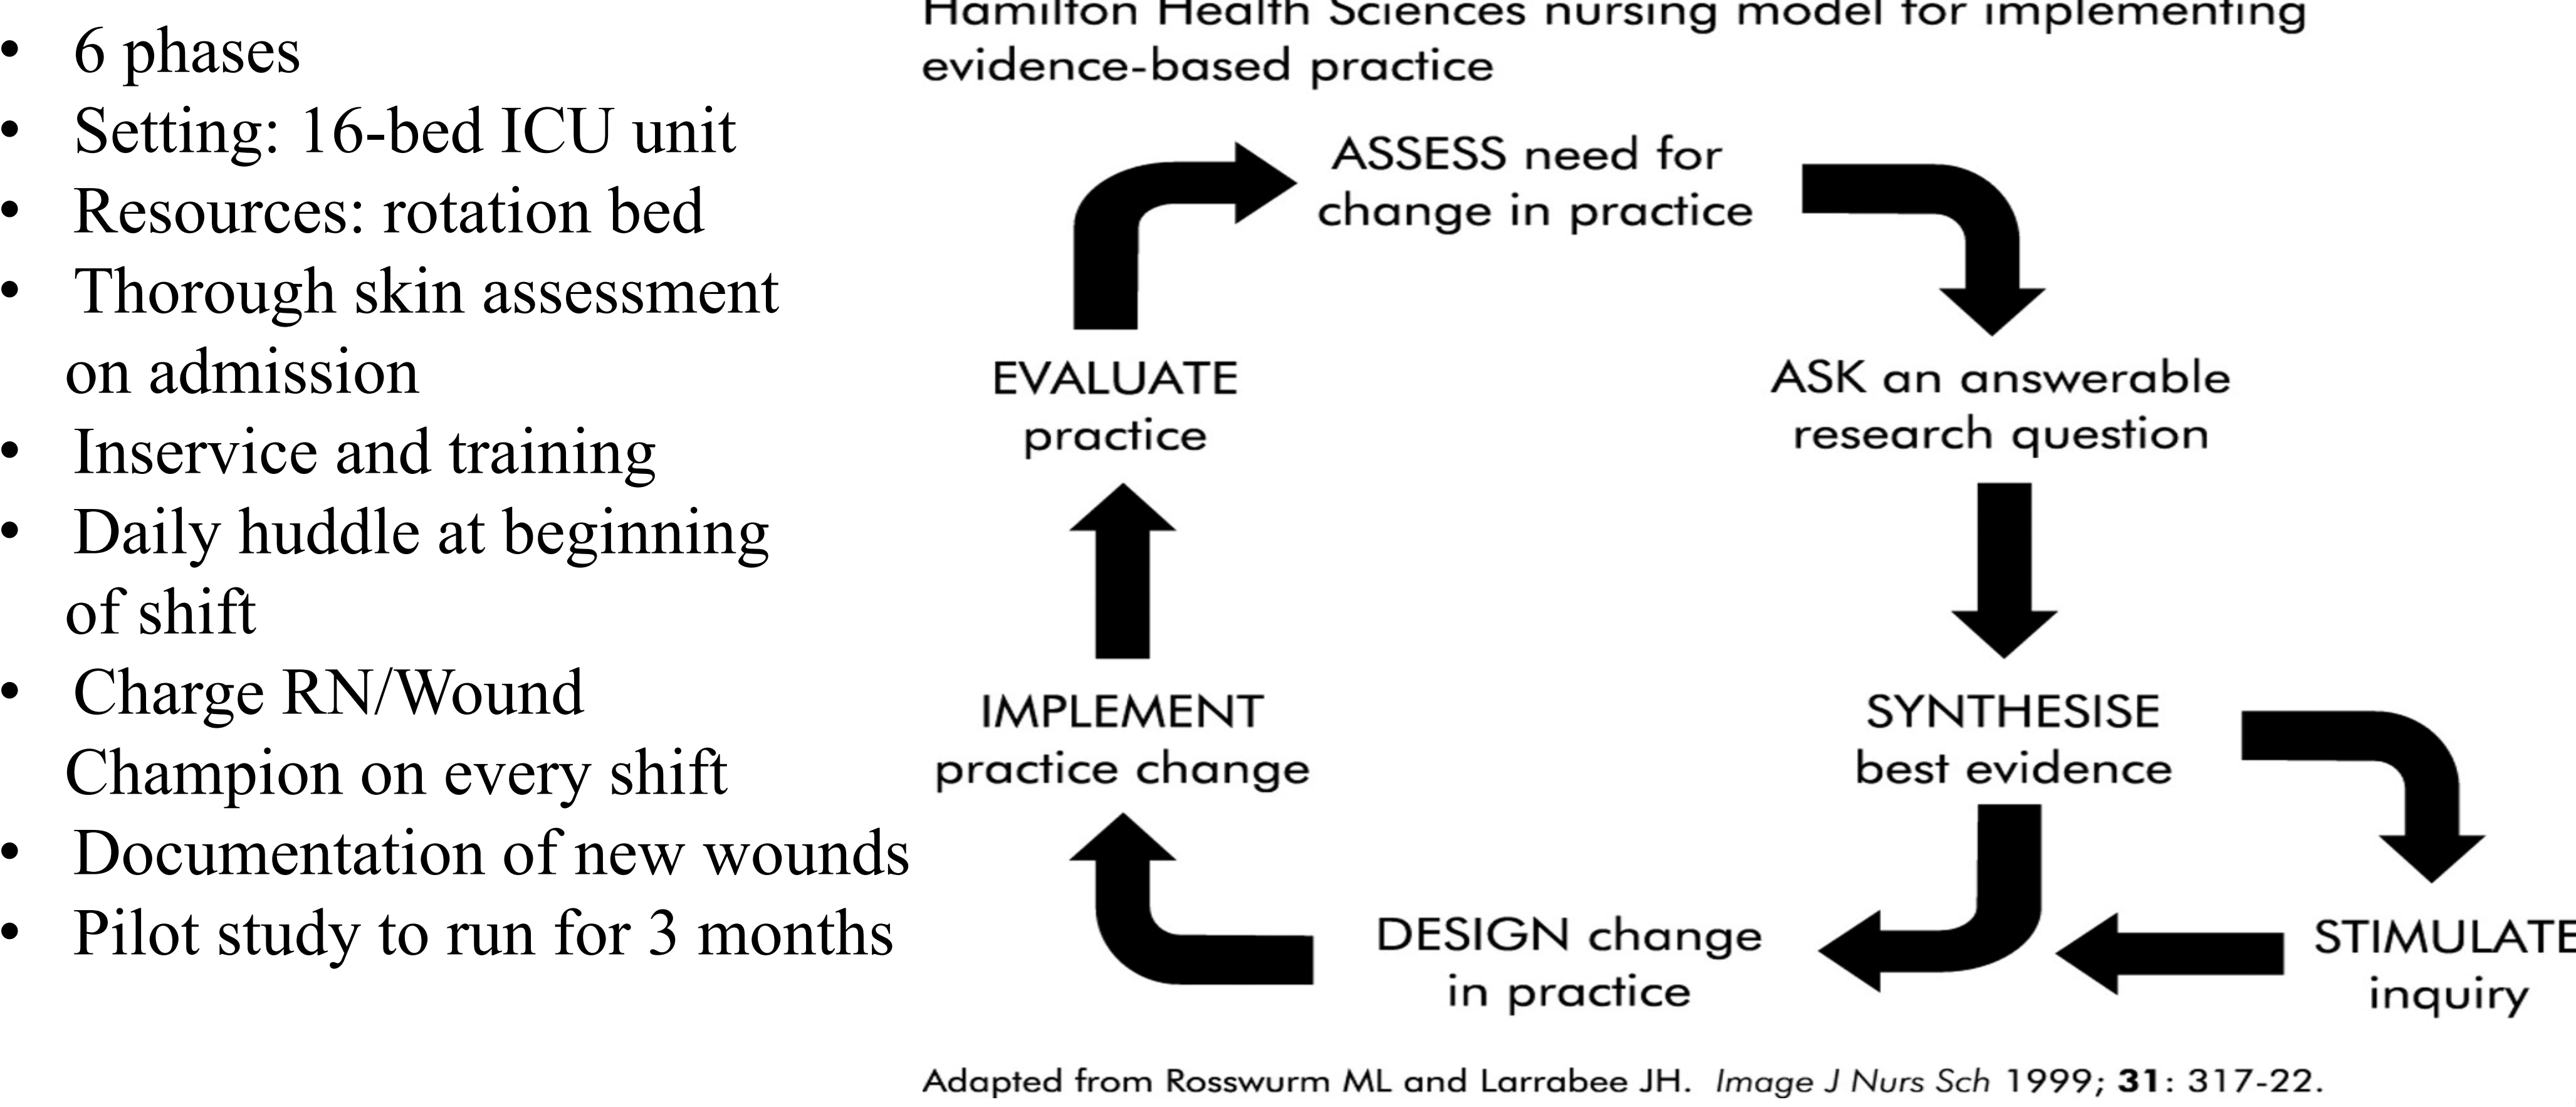 • 6 phases
• Setting: 16-bed ICU unit
• Resources: rotation bed
• Thorough skin assessment
on admission
• Inservice and training
• Daily huddle at beginning
of shift
• Charge RN/Wound
Champion on every shift
• Documentation of new wounds
• Pilot study to run for 3 months
Hamilton Health Sciences nursing model for implementing
evidence-based practice
ASSESS need for
change in practice
ASK an answerable
research question
SYNTHESISE
best evidence
STIMULATE
inquiry
DESIGN change
in practice
IMPLEMENT
practice change
EVALUATE
practice
Adapted from Rosswurm ML and Larrabee JH. Image J Nurs Sch 1999; 31: 317-22.